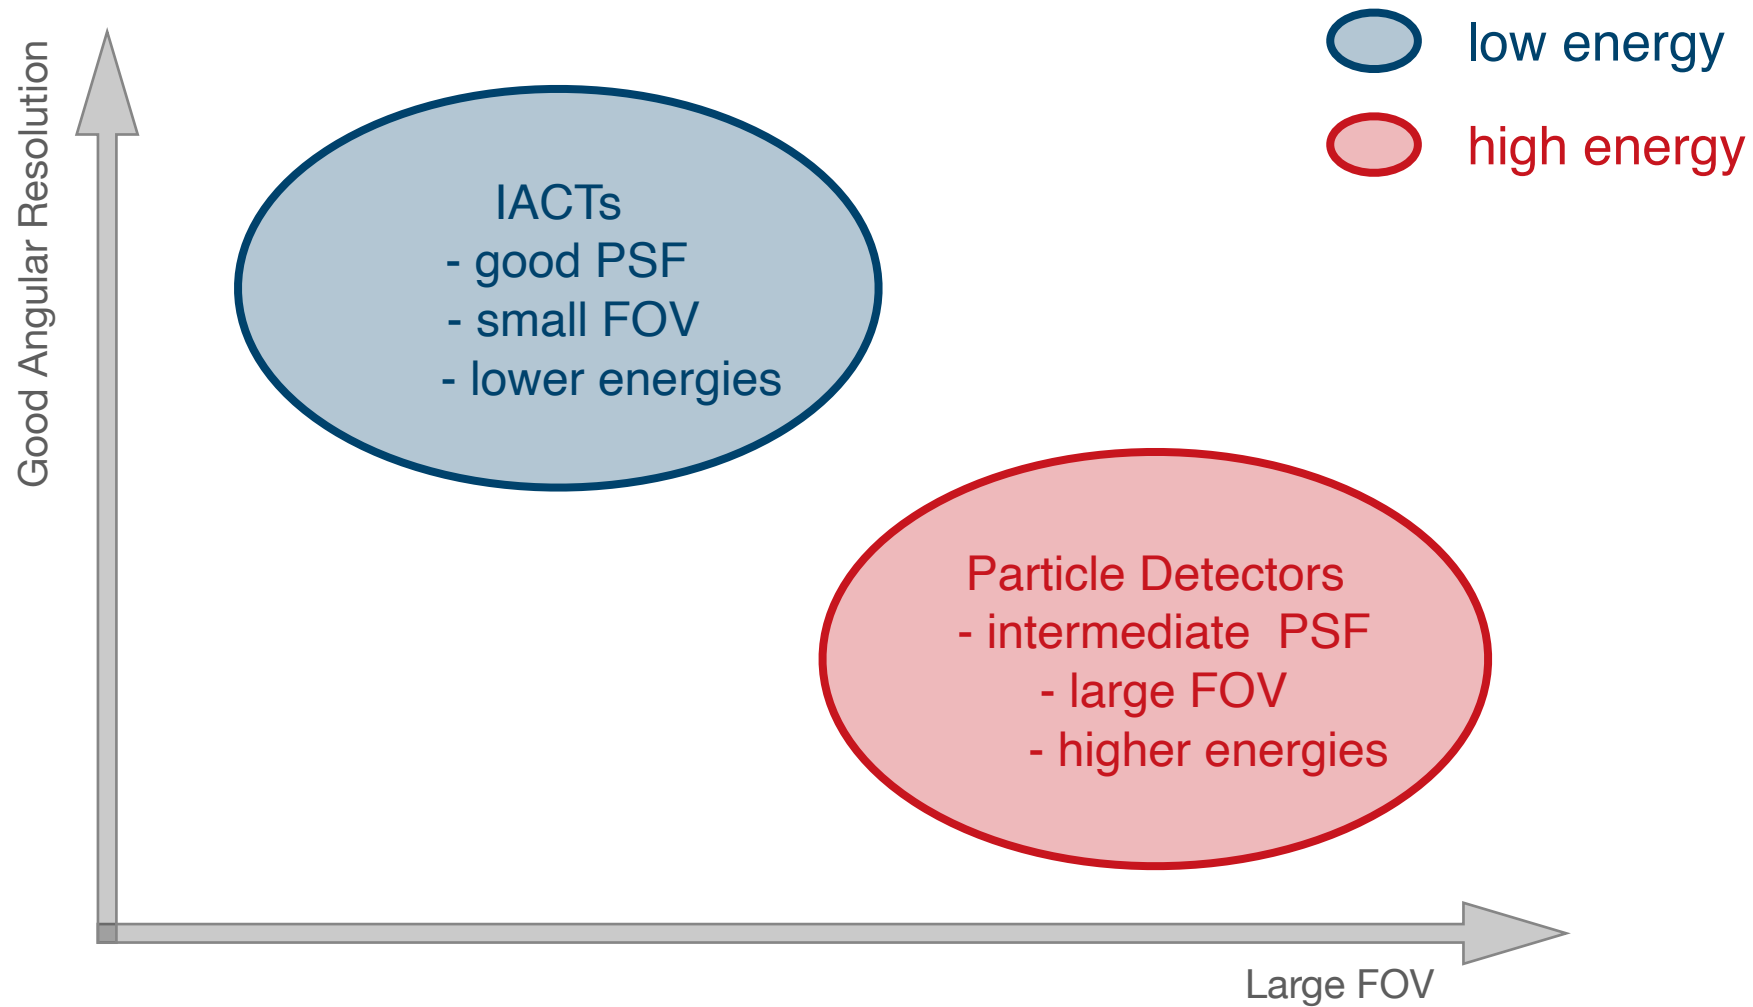 Good Angular Resolution
low energy
high energy
IACTs
- good PSF
- small FOV
- lower energies
Particle Detectors
- intermediate PSF
- large FOV
- higher energies
Large FOV